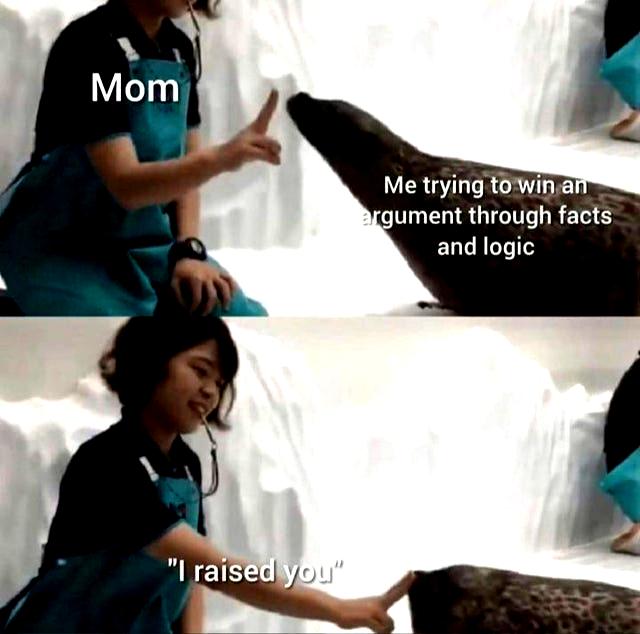 Mom
Me trying to win an
argument through facts
and logic
"I raised you"